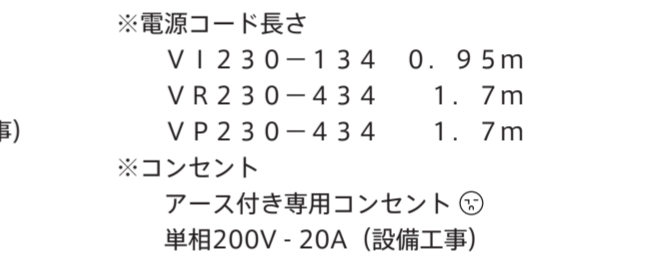 ※電源コード長さ
ＶＩ２３０－１３４　０．９５ｍ
ＶＲ２３０－４３４　１．７ｍ
事)
ＶＰ２３０－４３４　１．７ｍ
※コンセント
アース付き専用コンセント
単相200V - 20A（設備工事）